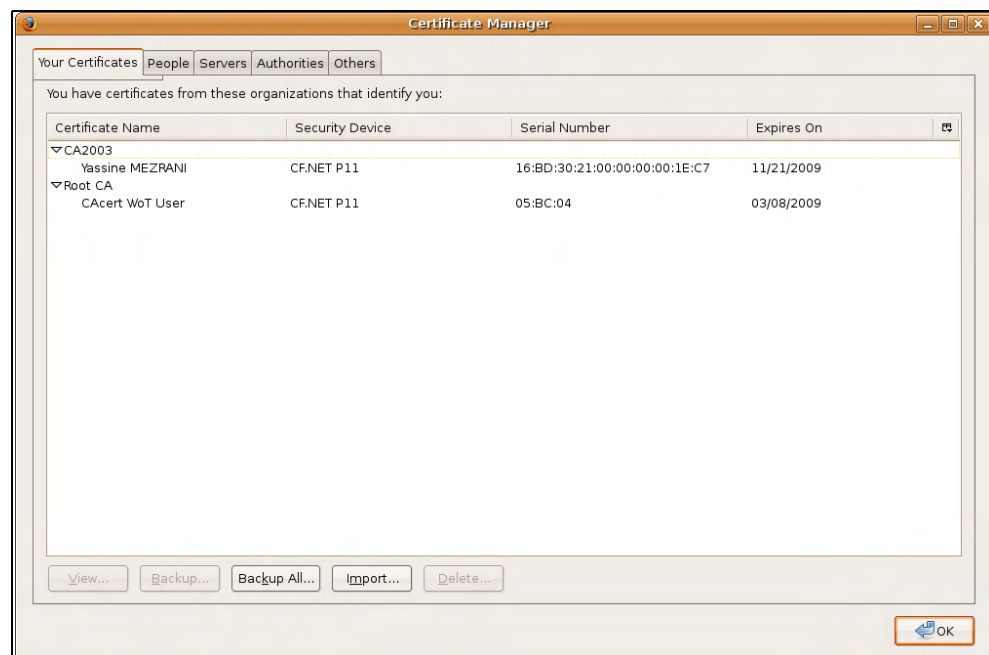 Certificate Manager
Your Certificates People Servers Authorities Others
You have certificates from these organizations that identify you:
Certificate Name Security Device Serial Number Expires On
CA2003
Yassine MEZRANI CF.NET P11 16:BD:30:21:00:00:00:00:1E:C7 11/21/2009
Root CA
CAcert WoT User CF.NET P11 05:BC:04 03/08/2009
View... Backup... Backup All... Import... Delete...
OK